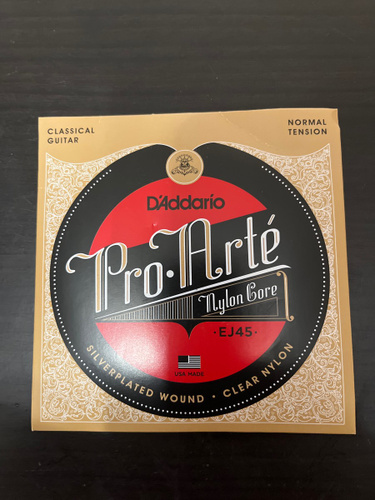 CLASSICAL
GUITAR
NORMAL
TENSION
D'Addario
Pro·Arté
Nylon Core
·EJ45·
USA MADE
SILVERPLATED WOUND • CLEAR NYLON